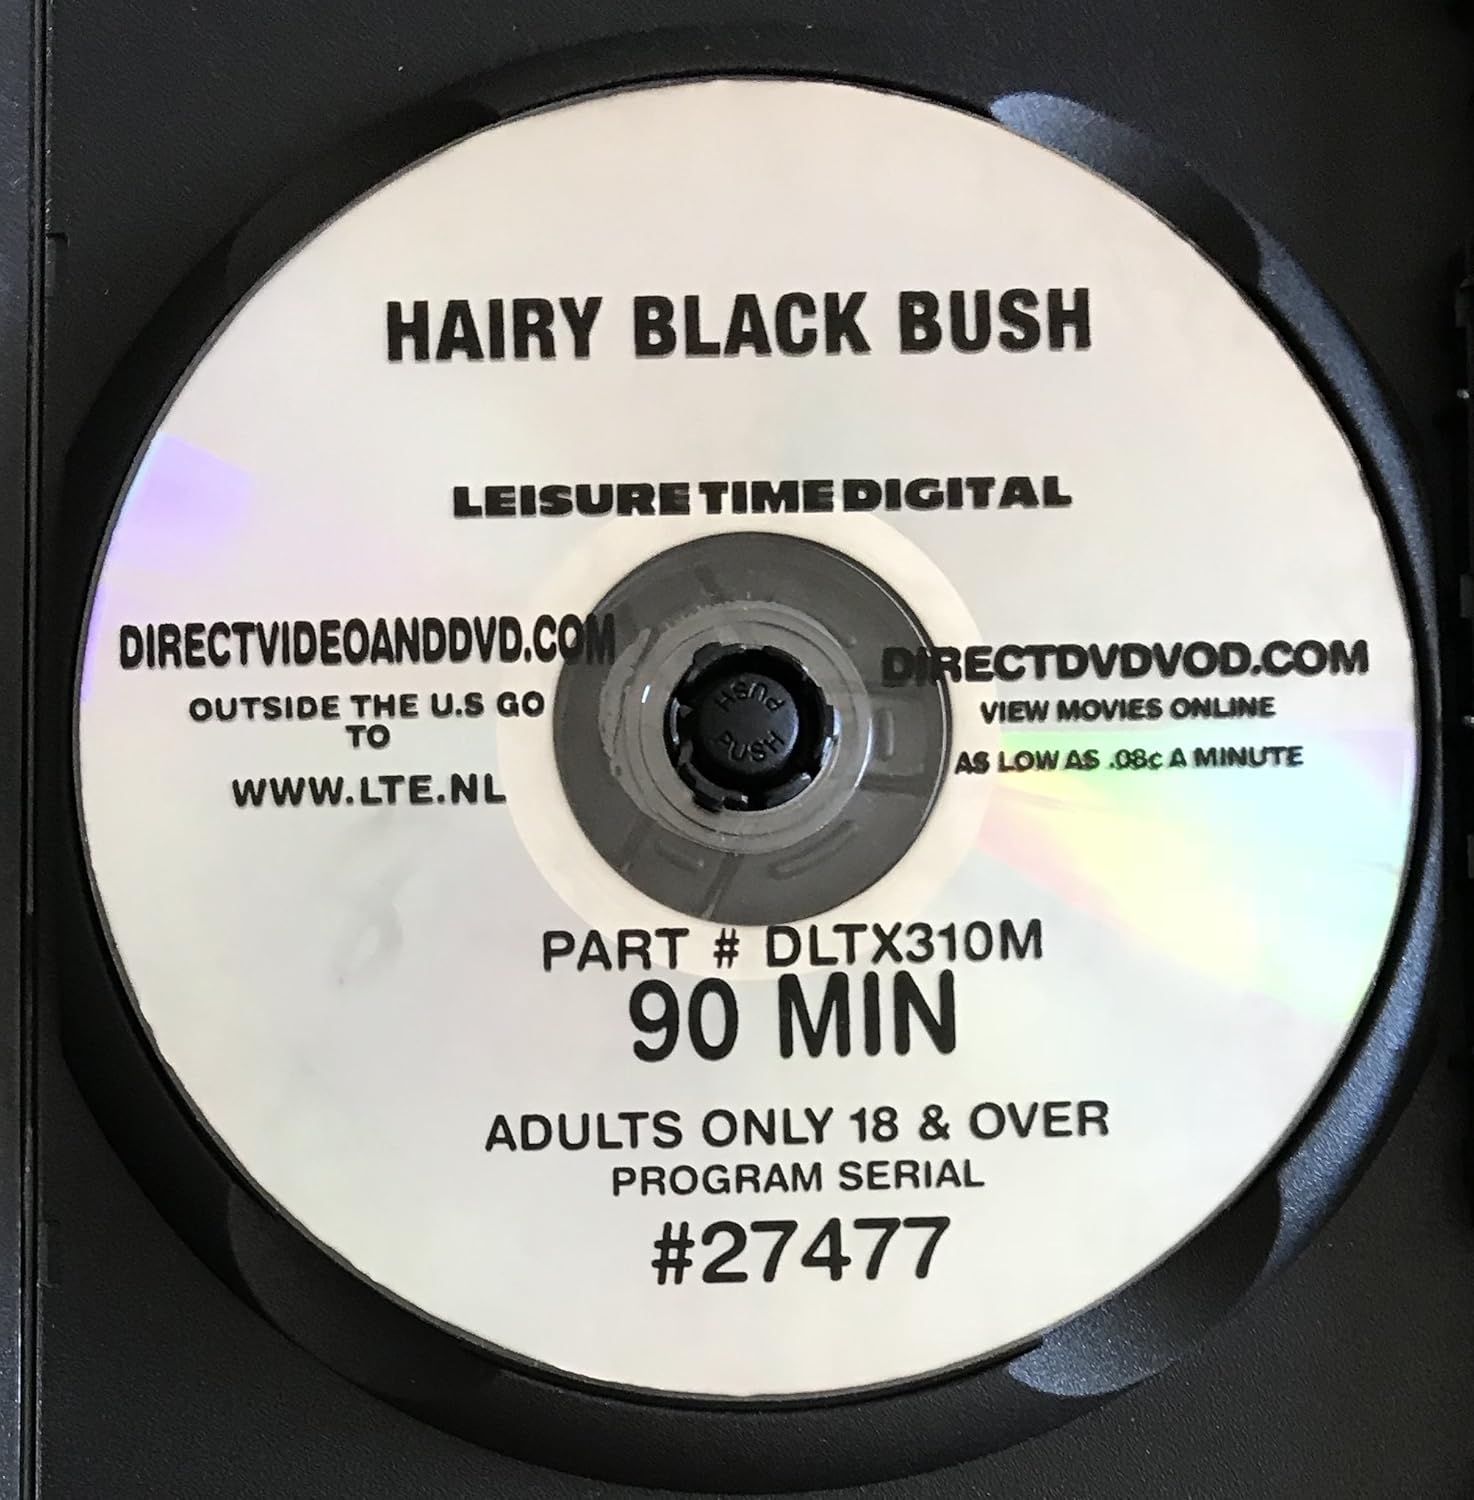 HAIRY BLACK BUSH
LEISURE TIME DIGITAL
DIRECTVIDEOANDDVD.COM
OUTSIDE THE U.S GO
TO
WWW.LTE.NL
DIRECTDVDVOD.COM
VIEW MOVIES ONLINE
AS LOW AS .08c A MINUTE
PUSH
PUSH
PART # DLTX310M
90 MIN
ADULTS ONLY 18 & OVER
PROGRAM SERIAL
#27477